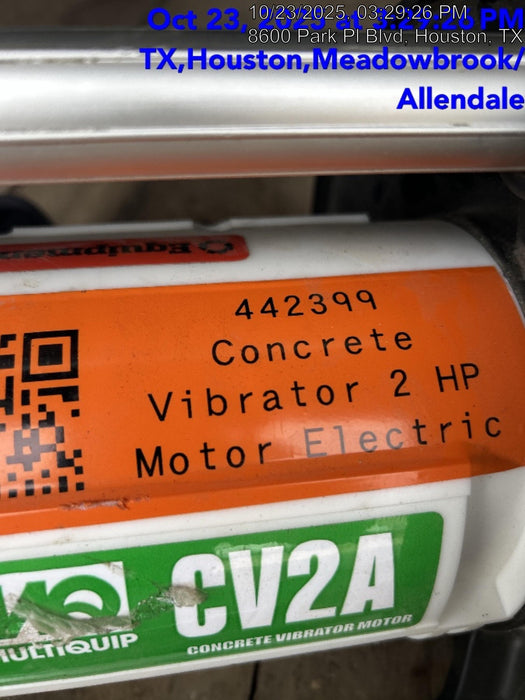 10/23/2025, 03:29:26 PM
Oct 23, 2025 at 3:29:26 PM
8600 Park Pl Blvd, Houston, TX
TX,Houston,Meadowbrook/
Allendale
442399
Concrete
Vibrator 2 HP
Motor Electric
MULTIQUIP
CV2A
CONCRETE VIBRATOR MOTOR